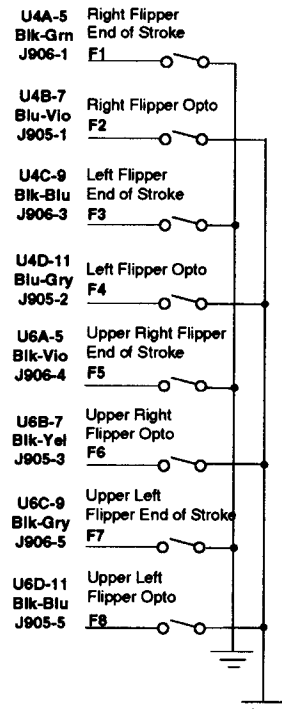 U4A-5
Blk-Grn
J906-1
Right Flipper
End of Stroke
F1
U4B-7
Blu-Vio
J905-1
Right Flipper Opto
F2
U4C-9
Blk-Blu
J906-3
Left Flipper
End of Stroke
F3
U4D-11
Blu-Gry
J905-2
Left Flipper Opto
F4
U6A-5
Blk-Vio
J906-4
Upper Right Flipper
End of Stroke
F5
U6B-7
Blk-Yel
J905-3
Upper Right
Flipper Opto
F6
U6C-9
Blk-Gry
J906-5
Upper Left
Flipper End of Stroke
F7
U6D-11
Blk-Blu
J905-5
Upper Left
Flipper Opto
F8